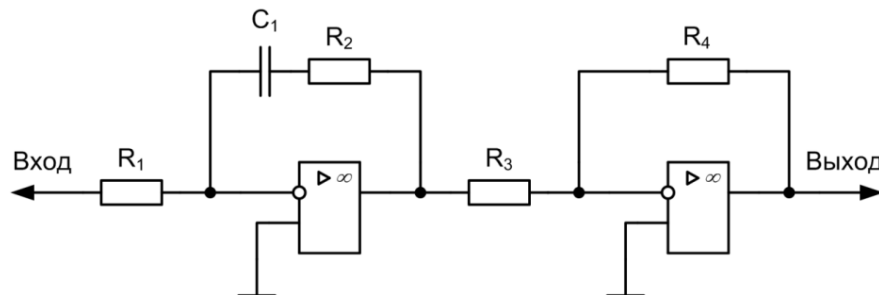 C₁
R₂
R₄
Вход
R₁
▷ ∞
R₃
▷ ∞
Выход